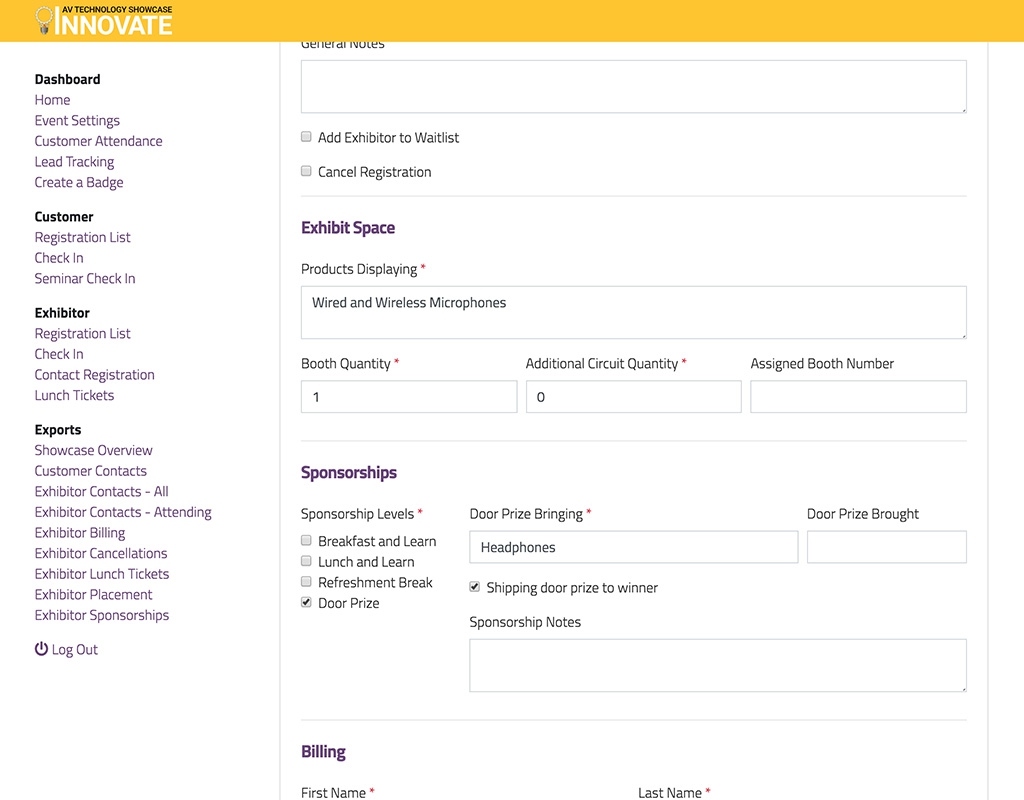 AV TECHNOLOGY SHOWCASE
INNOVATE
Dashboard
Home
Event Settings
Customer Attendance
Lead Tracking
Create a Badge
Customer
Registration List
Check In
Seminar Check In
Exhibitor
Registration List
Check In
Contact Registration
Lunch Tickets
Exports
Showcase Overview
Customer Contacts
Exhibitor Contacts - All
Exhibitor Contacts - Attending
Exhibitor Billing
Exhibitor Cancellations
Exhibitor Lunch Tickets
Exhibitor Placement
Exhibitor Sponsorships
Log Out
General Notes
Add Exhibitor to Waitlist
Cancel Registration
Exhibit Space
Products Displaying *
Wired and Wireless Microphones
Booth Quantity * Additional Circuit Quantity * Assigned Booth Number
1 0
Sponsorships
Sponsorship Levels *
Breakfast and Learn
Lunch and Learn
Refreshment Break
Door Prize
Door Prize Bringing * Door Prize Brought
Headphones
Shipping door prize to winner
Sponsorship Notes
Billing
First Name * Last Name *